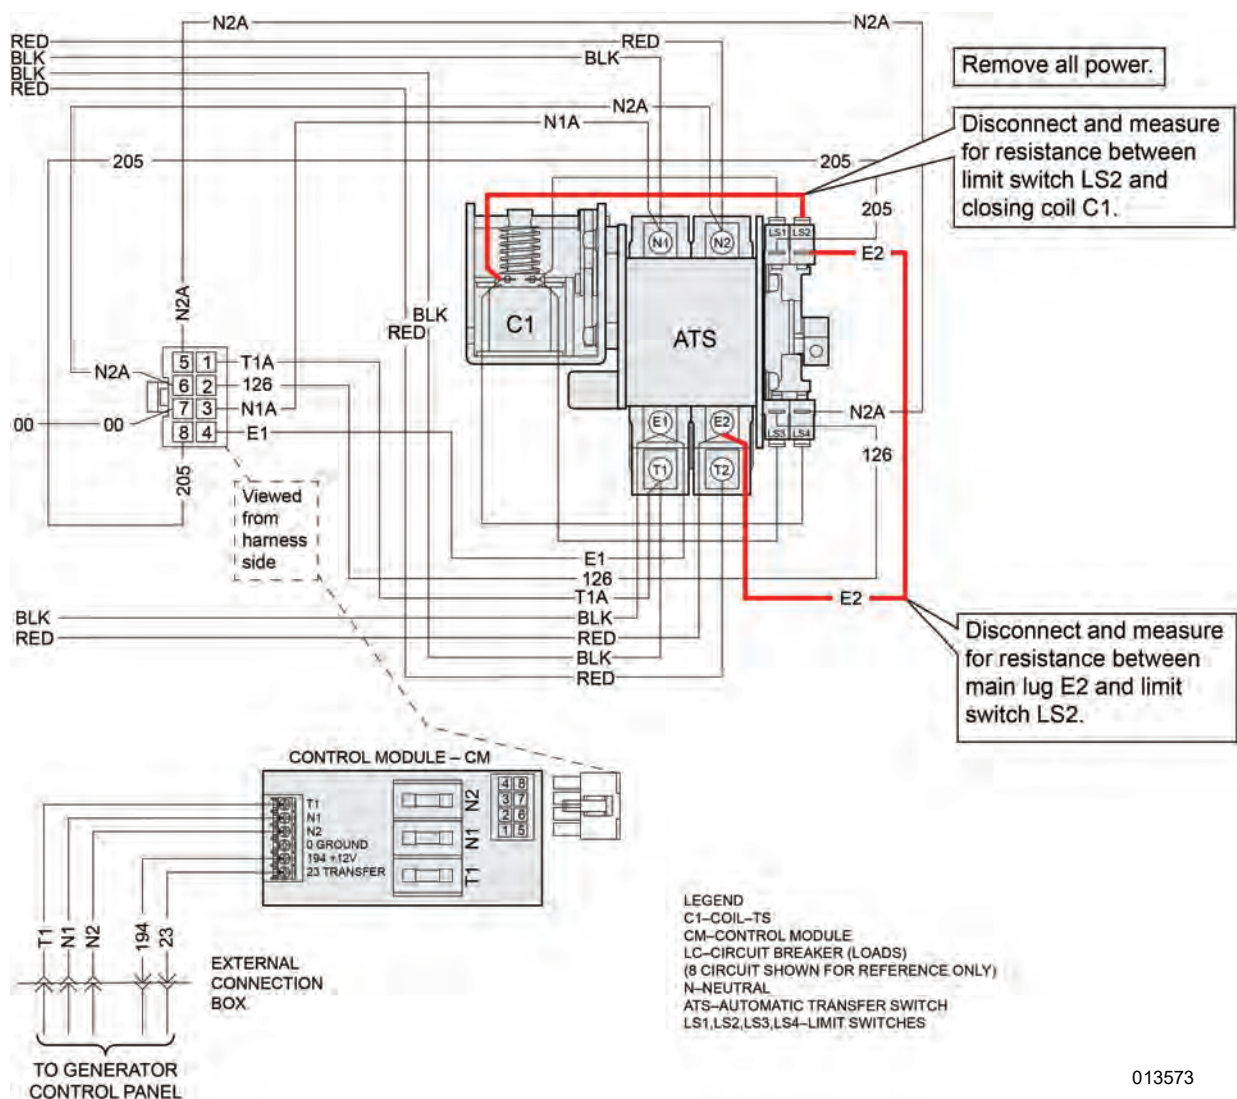 N2A
N2A
RED
BLK
BLK
RED
RED
BLK
N2A
N1A
205
205
205
Remove all power.
Disconnect and measure
for resistance between
limit switch LS2 and
closing coil C1.
N1
N2
LS1
LS2
E2
N2A
BLK
RED
C1
ATS
5
1
T1A
N2A
6
2
126
7
3
N1A
00
00
8
4
E1
205
E1
E2
N2A
LS3
LS4
126
T1
T2
Viewed
from
harness
side
E1
126
T1A
E2
BLK
RED
BLK
RED
BLK
RED
Disconnect and measure
for resistance between
main lug E2 and limit
switch LS2.
CONTROL MODULE – CM
T1
N1
N2
0 GROUND
194 +12V
23 TRANSFER
N2
N1
T1
4 8
3 7
2 6
1 5
T1
N1
N2
194
23
EXTERNAL
CONNECTION
BOX
TO GENERATOR
CONTROL PANEL
LEGEND
C1–COIL–TS
CM–CONTROL MODULE
LC–CIRCUIT BREAKER (LOADS)
(8 CIRCUIT SHOWN FOR REFERENCE ONLY)
N–NEUTRAL
ATS–AUTOMATIC TRANSFER SWITCH
LS1,LS2,LS3,LS4–LIMIT SWITCHES
013573